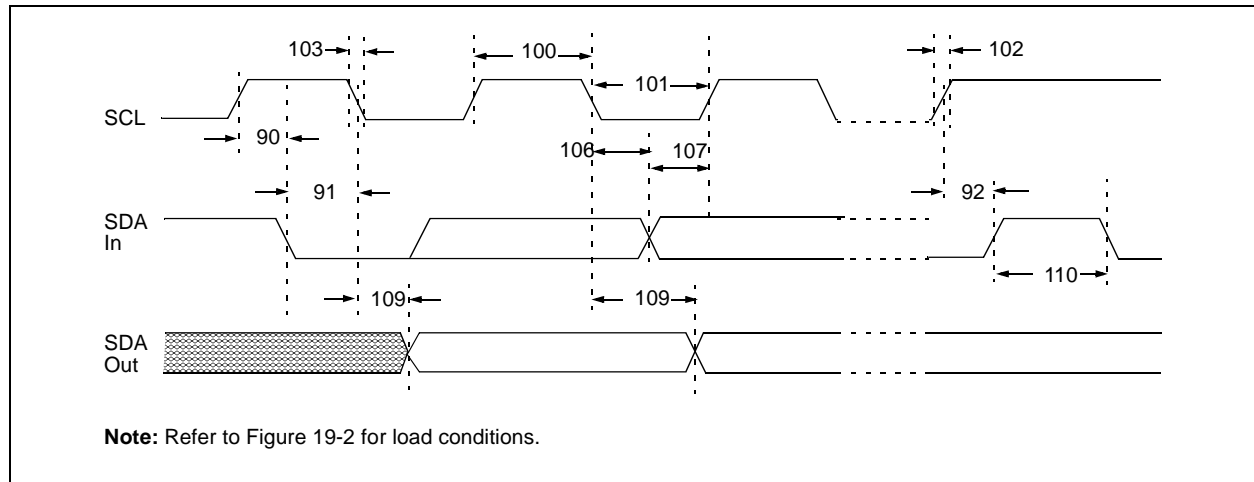 103
100
102
101
SCL
90
106
107
91
92
SDA
In
110
109
109
SDA
Out
Note: Refer to Figure 19-2 for load conditions.